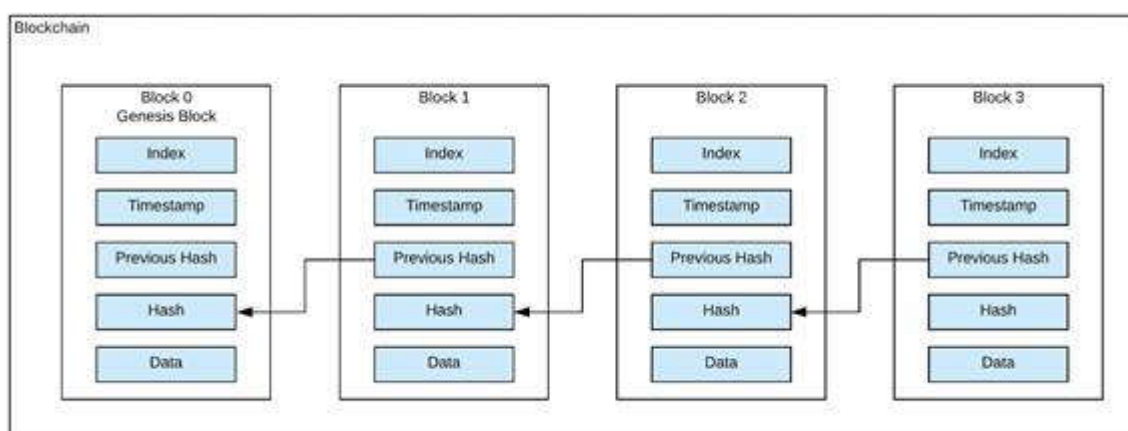 Blockchain
Block 0
Genesis Block
Index
Timestamp
Previous Hash
Hash
Data
Block 1
Index
Timestamp
Previous Hash
Hash
Data
Block 2
Index
Timestamp
Previous Hash
Hash
Data
Block 3
Index
Timestamp
Previous Hash
Hash
Data